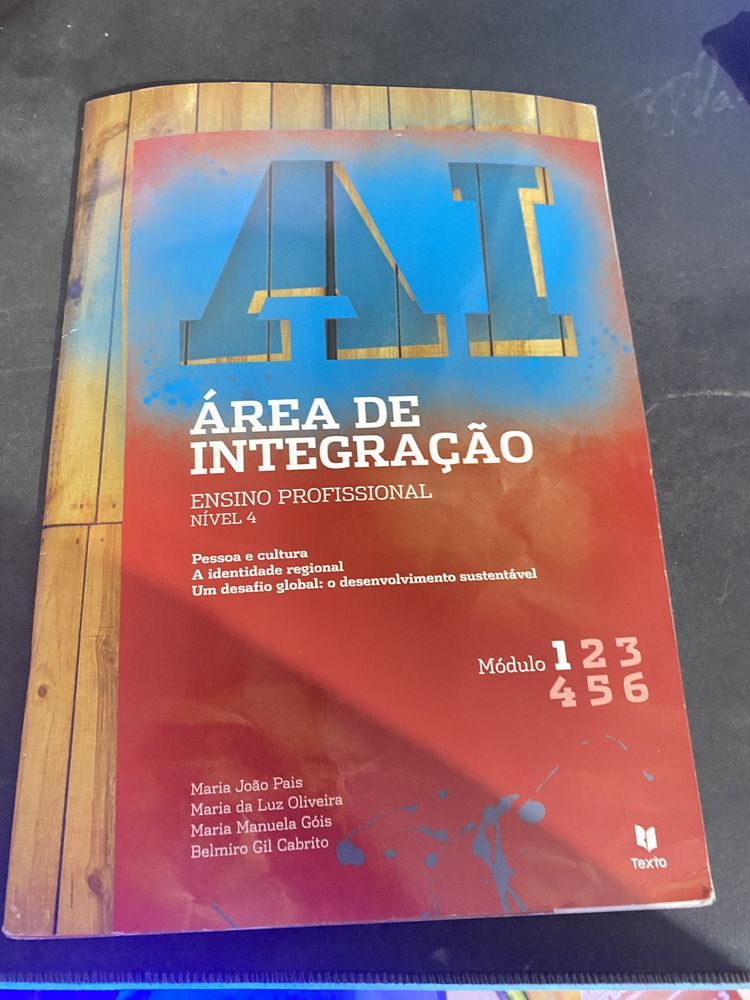 AI
ÁREA DE
INTEGRAÇÃO
ENSINO PROFISSIONAL
NÍVEL 4
Pessoa e cultura
A identidade regional
Um desafio global: o desenvolvimento sustentável
Módulo 1 2 3
4 5 6
Maria João Pais
Maria da Luz Oliveira
Maria Manuela Góis
Belmiro Gil Cabrito
Texto